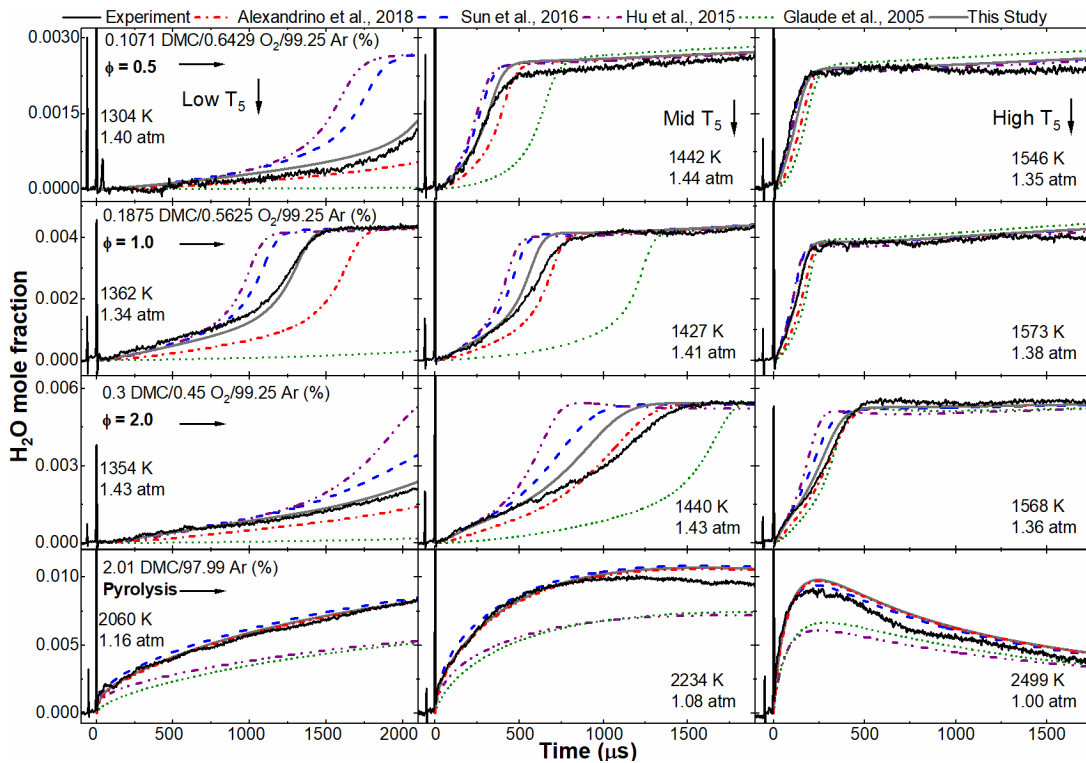 Experiment Alexandrino et al., 2018 Sun et al., 2016 Hu et al., 2015 Glaude et al., 2005 This Study
H₂O mole fraction
0.0030
0.0015
0.0000
0.1071 DMC/0.6429 O₂/99.25 Ar (%)
ϕ = 0.5
Low T₅
1304 K
1.40 atm
Mid T₅
1442 K
1.44 atm
High T₅
1546 K
1.35 atm
0.004
0.002
0.000
0.1875 DMC/0.5625 O₂/99.25 Ar (%)
ϕ = 1.0
1362 K
1.34 atm
1427 K
1.41 atm
1573 K
1.38 atm
0.006
0.003
0.000
0.3 DMC/0.45 O₂/99.25 Ar (%)
ϕ = 2.0
1354 K
1.43 atm
1440 K
1.43 atm
1568 K
1.36 atm
0.010
0.005
0.000
2.01 DMC/97.99 Ar (%)
Pyrolysis
2060 K
1.16 atm
2234 K
1.08 atm
2499 K
1.00 atm
0 500 1000 1500 2000 0 500 1000 1500 0 500 1000 1500
Time (μs)